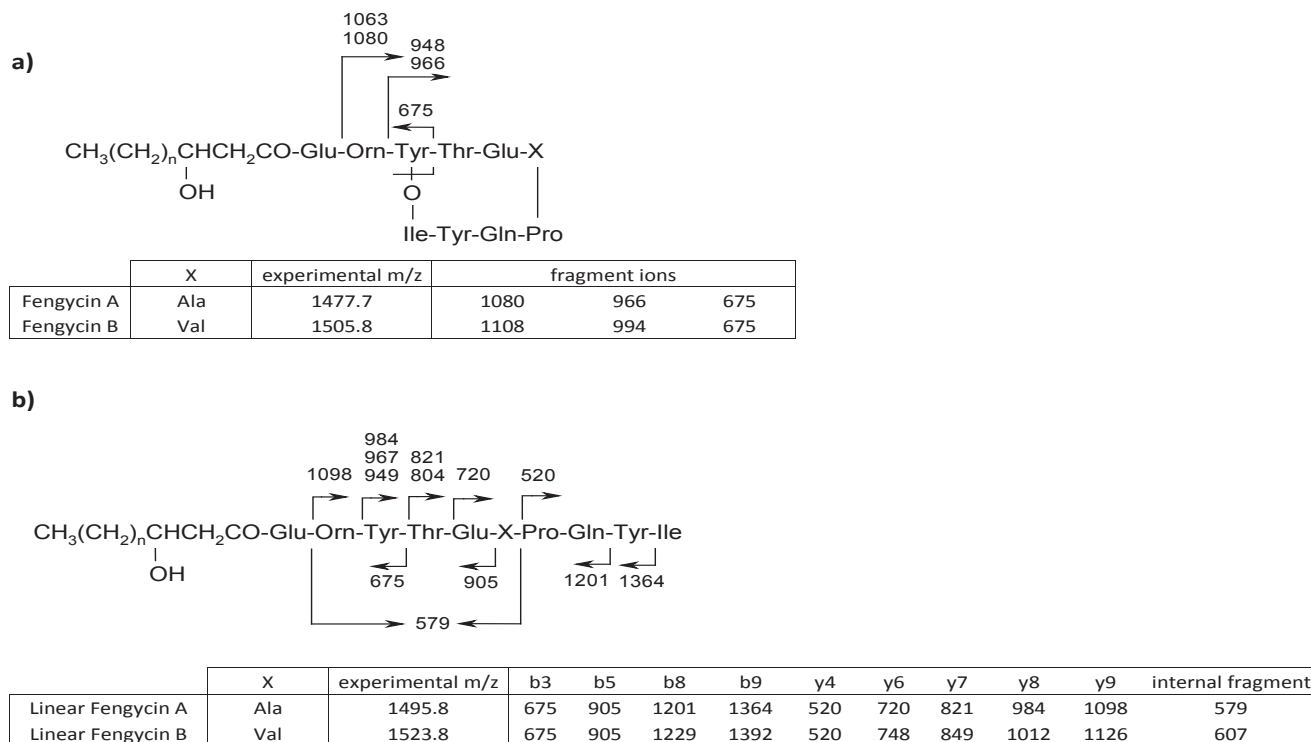 1063
1080
948
966
a)
675
CH3(CH2)nCHCH2CO-Glu-Orn-Tyr-Thr-Glu-X
OH
O
Ile-Tyr-Gln-Pro
X experimental m/z fragment ions
Fengycin A Ala 1477.7 1080 966 675
Fengycin B Val 1505.8 1108 994 675
b)
984
967 821
1098 949 804 720 520
CH3(CH2)nCHCH2CO-Glu-Orn-Tyr-Thr-Glu-X-Pro-Gln-Tyr-Ile
OH
675 905 1201 1364
579
X experimental m/z b3 b5 b8 b9 y4 y6 y7 y8 y9 internal fragment
Linear Fengycin A Ala 1495.8 675 905 1201 1364 520 720 821 984 1098 579
Linear Fengycin B Val 1523.8 675 905 1229 1392 520 748 849 1012 1126 607